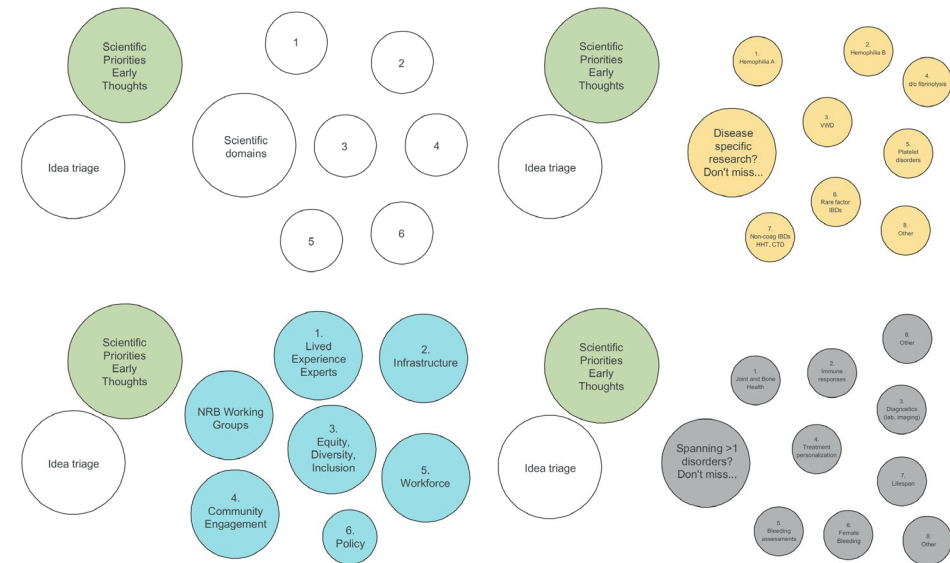 Scientific
Priorities
Early
Thoughts
Idea triage
Scientific
domains
1
2
3
4
5
6
Scientific
Priorities
Early
Thoughts
Idea triage
Disease
specific
research?
Don't miss...
1.
Hemophilia A
2.
Hemophilia B
3.
VWD
4.
d/o fibrinolysis
5.
Platelet
disorders
6.
Rare factor
IBDs
7.
Non-coag IBDs
HHT, CTD
8.
Other
Scientific
Priorities
Early
Thoughts
Idea triage
NRB Working
Groups
1.
Lived
Experience
Experts
2.
Infrastructure
3.
Equity,
Diversity,
Inclusion
4.
Community
Engagement
5.
Workforce
6.
Policy
Scientific
Priorities
Early
Thoughts
Idea triage
Spanning >1
disorders?
Don't miss...
1.
Joint and Bone
Health
2.
Immune
responses
8.
Other
3.
Diagnostics
(lab, imaging)
4.
Treatment
personalization
7.
Lifespan
5.
Bleeding
assessments
6.
Female
Bleeding
8.
Other